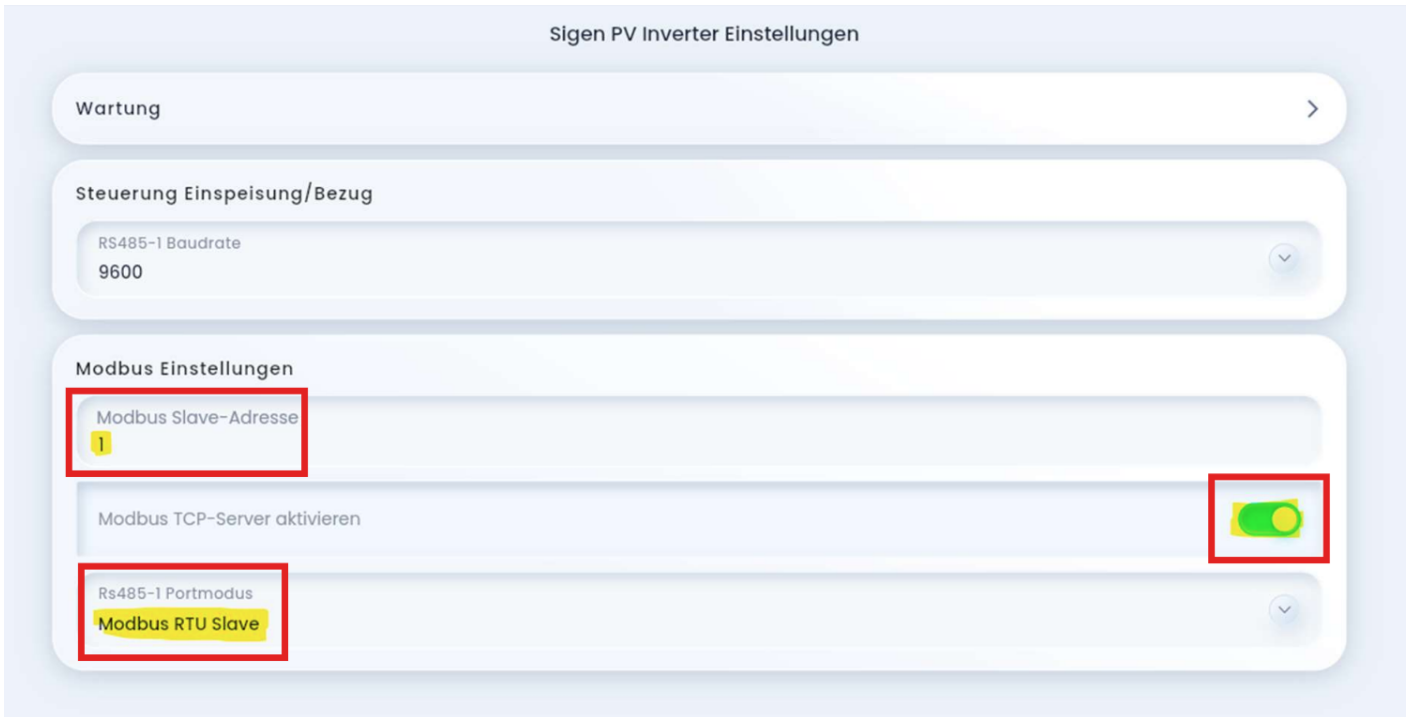 Sigen PV Inverter Einstellungen
Wartung
Steuerung Einspeisung/Bezug
RS485-1 Baudrate
9600
Modbus Einstellungen
Modbus Slave-Adresse
1
Modbus TCP-Server aktivieren
Rs485-1 Portmodus
Modbus RTU Slave